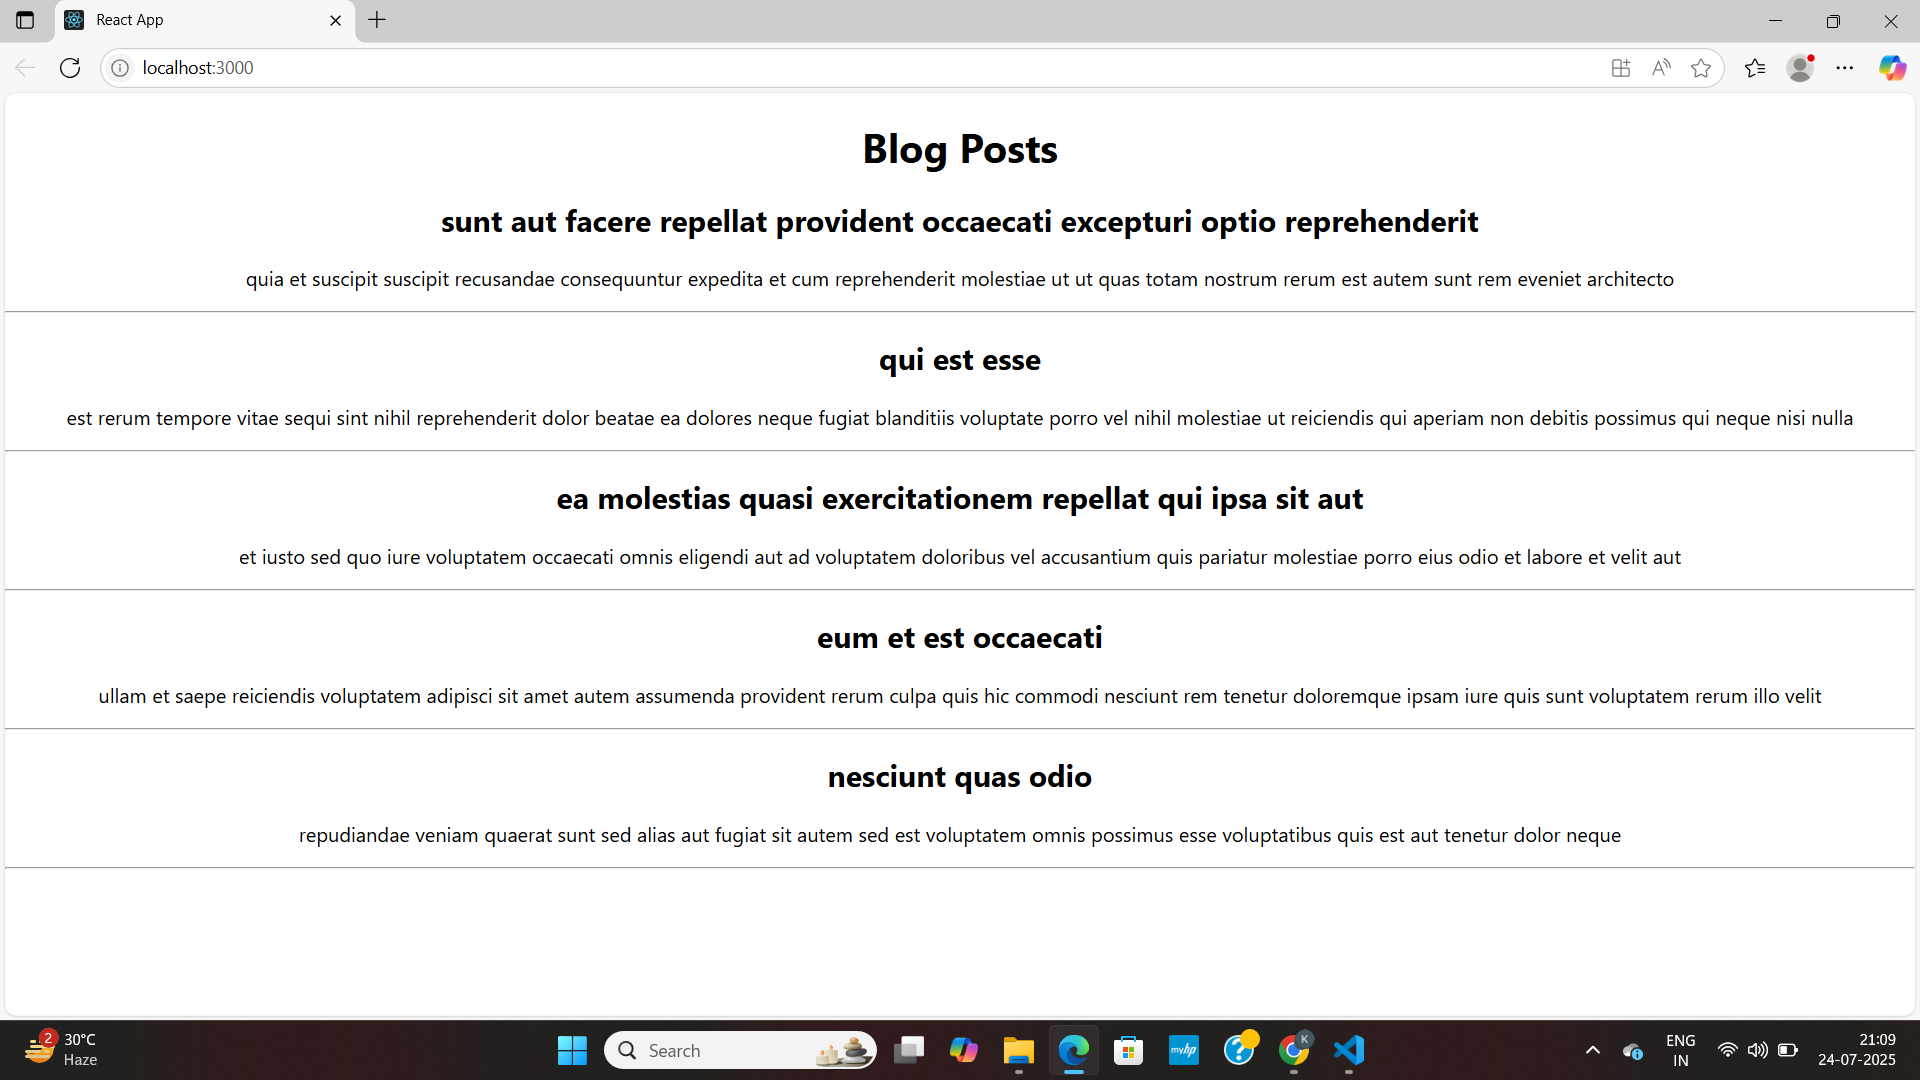 React App
localhost:3000
Blog Posts
sunt aut facere repellat provident occaecati excepturi optio reprehenderit
quia et suscipit suscipit recusandae consequuntur expedita et cum reprehenderit molestiae ut ut quas totam nostrum rerum est autem sunt rem eveniet architecto
qui est esse
est rerum tempore vitae sequi sint nihil reprehenderit dolor beatae ea dolores neque fugiat blanditiis voluptate porro vel nihil molestiae ut reiciendis qui aperiam non debitis possimus qui neque nisi nulla
ea molestias quasi exercitationem repellat qui ipsa sit aut
et iusto sed quo iure voluptatem occaecati omnis eligendi aut ad voluptatem doloribus vel accusantium quis pariatur molestiae porro eius odio et labore et velit aut
eum et est occaecati
ullam et saepe reiciendis voluptatem adipisci sit amet autem assumenda provident rerum culpa quis hic commodi nesciunt rem tenetur doloremque ipsam iure quis sunt voluptatem rerum illo velit
nesciunt quas odio
repudiandae veniam quaerat sunt sed alias aut fugiat sit autem sed est voluptatem omnis possimus esse voluptatibus quis est aut tenetur dolor neque
2
30°C
Haze
Search
myhp
?
K
ENG
IN
21:09
24-07-2025